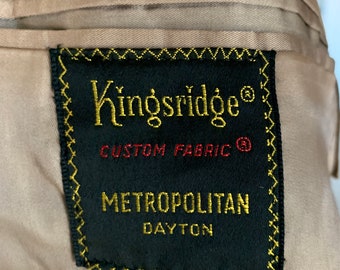 Kingsridge®
CUSTOM FABRIC®
METROPOLITAN
DAYTON